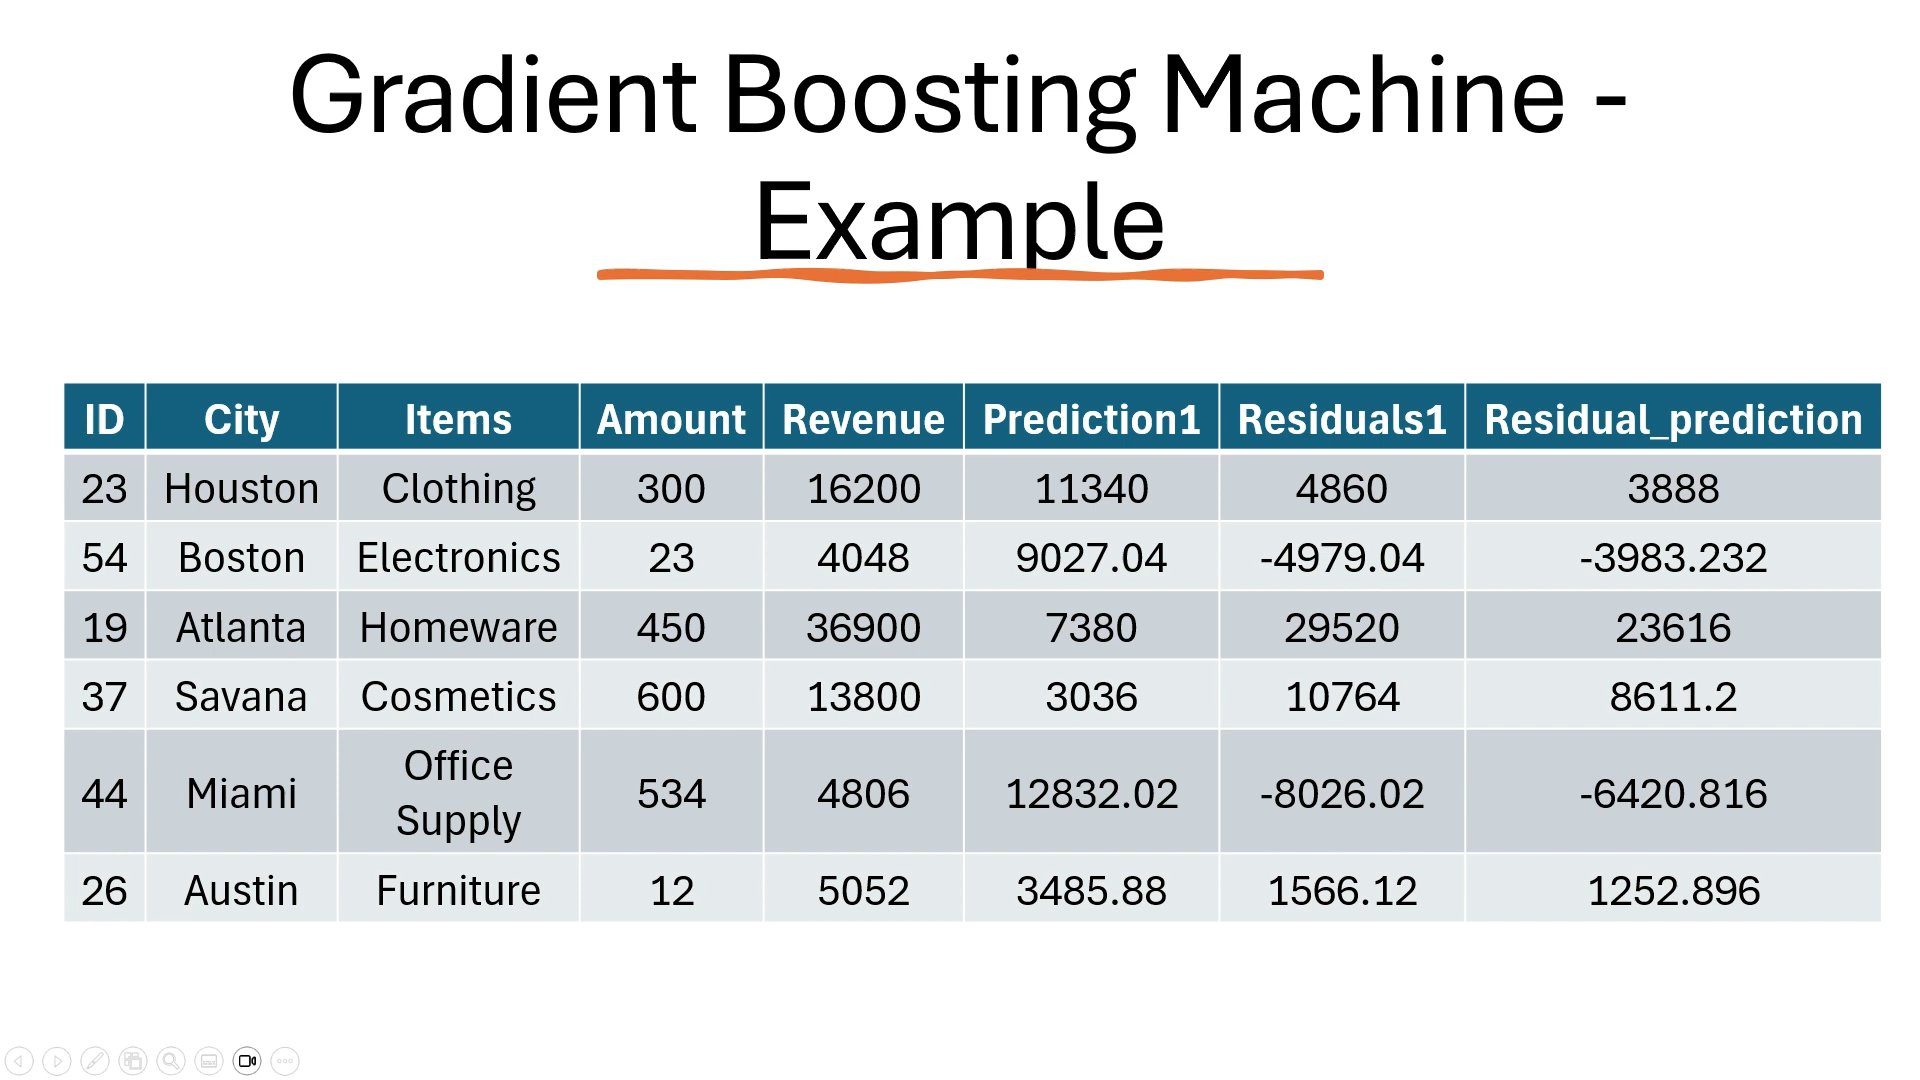 Gradient Boosting Machine -
Example
ID City Items Amount Revenue Prediction1 Residuals1 Residual_prediction
23 Houston Clothing 300 16200 11340 4860 3888
54 Boston Electronics 23 4048 9027.04 -4979.04 -3983.232
19 Atlanta Homeware 450 36900 7380 29520 23616
37 Savana Cosmetics 600 13800 3036 10764 8611.2
44 Miami Office Supply 534 4806 12832.02 -8026.02 -6420.816
26 Austin Furniture 12 5052 3485.88 1566.12 1252.896